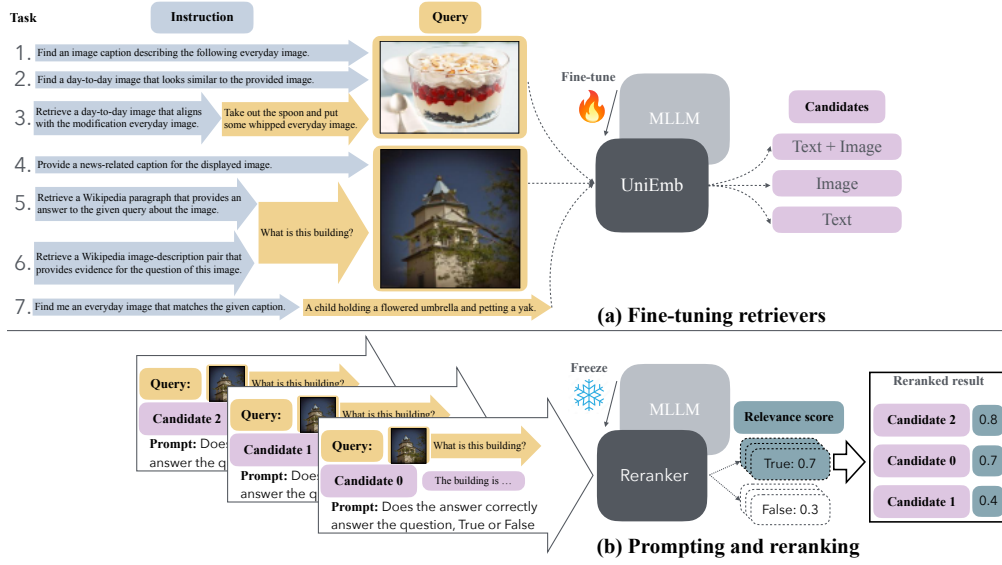 Task
Instruction
Query
1.
Find an image caption describing the following everyday image.
2.
Find a day-to-day image that looks similar to the provided image.
3.
Retrieve a day-to-day image that aligns
with the modification everyday image.
Take out the spoon and put
some whipped everyday image.
4.
Provide a news-related caption for the displayed image.
5.
Retrieve a Wikipedia paragraph that provides an
answer to the given query about the image.
What is this building?
6.
Retrieve a Wikipedia image-description pair that
provides evidence for the question of this image.
7.
Find me an everyday image that matches the given caption.
A child holding a flowered umbrella and petting a yak.
Fine-tune
MLLM
UniEmb
Candidates
Text + Image
Image
Text
(a) Fine-tuning retrievers
Query:
What is this building?
Candidate 2
Prompt: Does
answer the q
Query:
What is this building?
Candidate 1
Prompt: Does
answer the qu
Query:
What is this building?
Candidate 0
The building is ...
Prompt: Does the answer correctly
answer the question, True or False
Freeze
MLLM
Reranker
Relevance score
True: 0.7
False: 0.3
Reranked result
Candidate 2
0.8
Candidate 0
0.7
Candidate 1
0.4
(b) Prompting and reranking